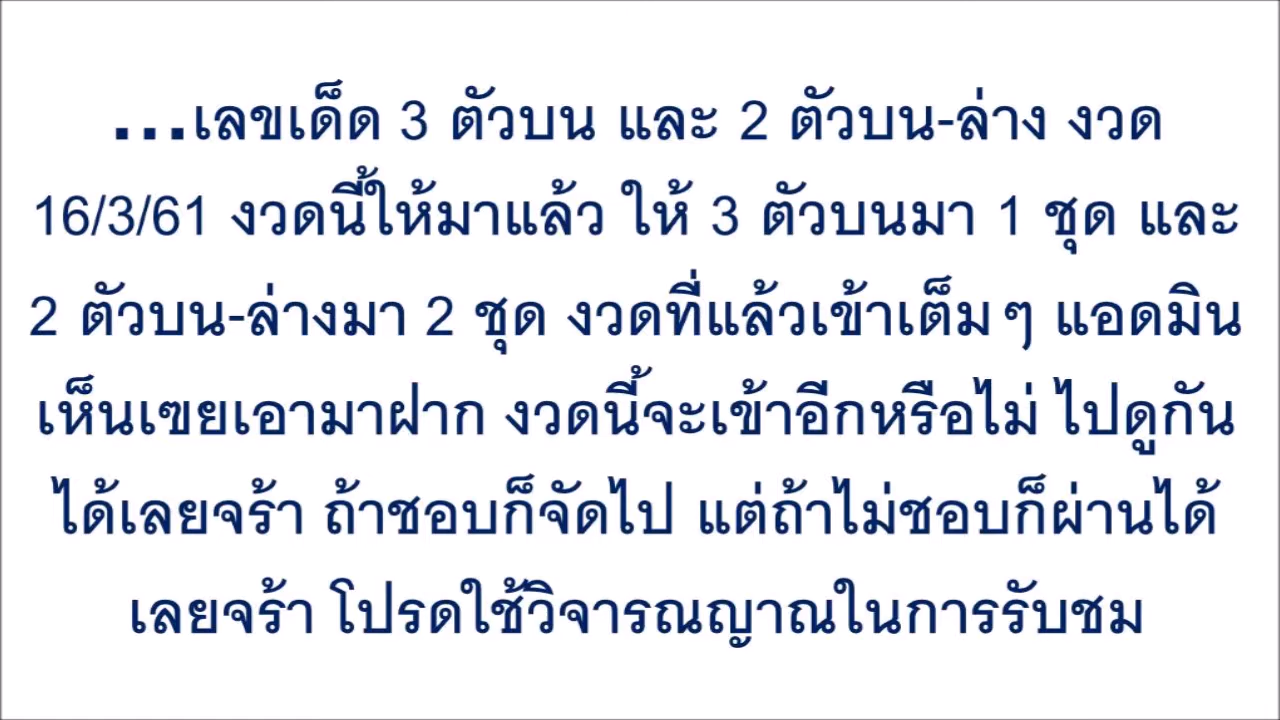 ...เลขเด็ด 3 ตัวบน และ 2 ตัวบน-ล่าง งวด
16/3/61 งวดนี้ให้มาแล้ว ให้ 3 ตัวบนมา 1 ชุด และ
2 ตัวบน-ล่างมา 2 ชุด งวดที่แล้วเข้าเต็มๆ แอดมิน
เห็นเฃยเอามาฝาก งวดนี้จะเข้าอีกหรือไม่ ไปดูกัน
ได้เลยจร้า ถ้าชอบก็จัดไป แต่ถ้าไม่ชอบก็ผ่านได้
เลยจร้า โปรดใช้วิจารณญาณในการรับชม